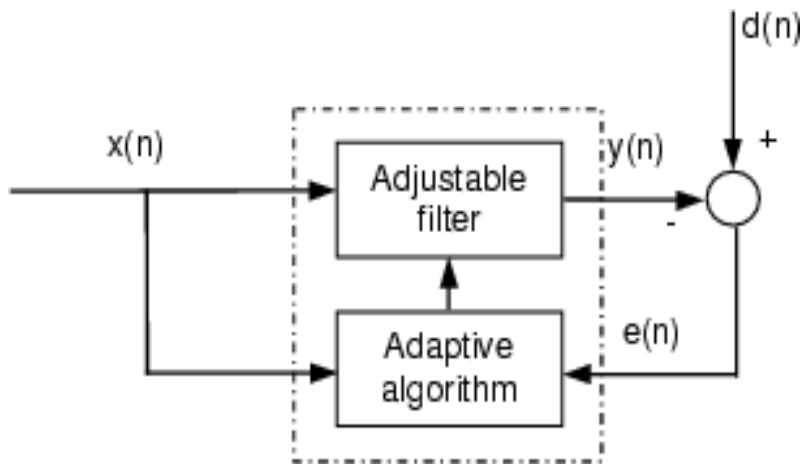 d(n)
x(n)
+
y(n)
Adjustable
filter
-
e(n)
Adaptive
algorithm